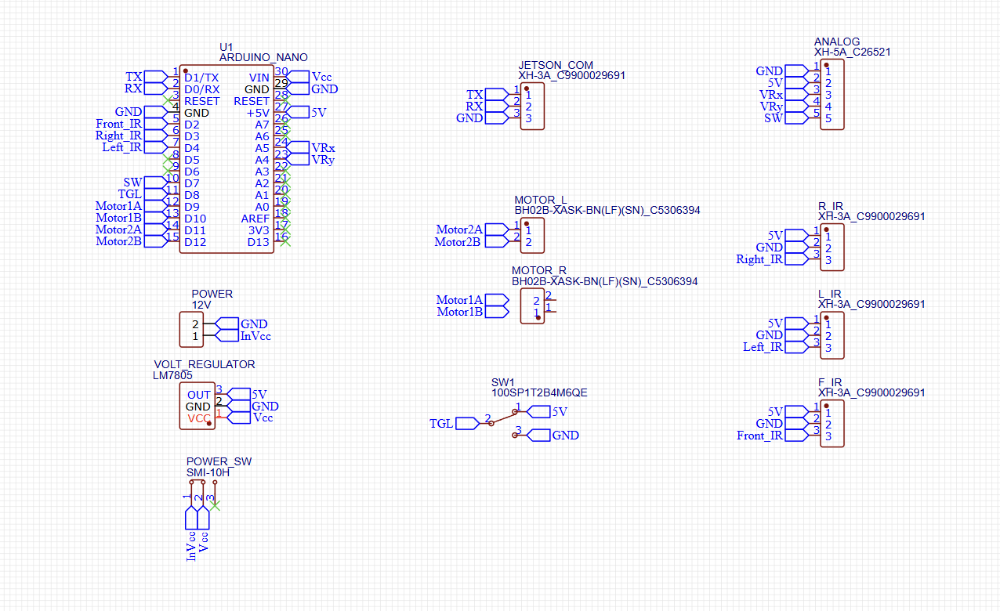 U1
ARDUINO_NANO
TX 1 D1/TX VIN 30 Vcc
RX 2 D0/RX GND 29 GND
3 RESET RESET 28
GND 4 GND +5V 27 5V
Front_IR 5 D2 A7 26
Right_IR 6 D3 A6 25
Left_IR 7 D4 A5 24 VRx
8 D5 A4 23 VRy
9 D6 A3 22
SW 10 D7 A2 21
TGL 11 D8 A1 20
Motor1A 12 D9 A0 19
Motor1B 13 D10 AREF 18
Motor2A 14 D11 3V3 17
Motor2B 15 D12 D13 16
POWER
12V
2 GND
1 InVcc
VOLT_REGULATOR
LM7805
OUT 3 5V
GND 2 GND
VCC 1 Vcc
POWER_SW
SMI-10H
1 2 3
InVcc
Vcc
JETSON_COM
XH-3A_C9900029691
TX 1 1
RX 2 2
GND 3 3
MOTOR_L
BH02B-XASK-BN(LF)(SN)_C5306394
Motor2A 1 1
Motor2B 2 2
MOTOR_R
BH02B-XASK-BN(LF)(SN)_C5306394
Motor1A 2 2
Motor1B 1 1
SW1
100SP1T2B4M6QE
1 5V
TGL 2
3 GND
ANALOG
XH-5A_C26521
GND 1 1
5V 2 2
VRx 3 3
VRy 4 4
SW 5 5
R_IR
XH-3A_C9900029691
5V 1 1
GND 2 2
Right_IR 3 3
L_IR
XH-3A_C9900029691
5V 1 1
GND 2 2
Left_IR 3 3
F_IR
XH-3A_C9900029691
5V 1 1
GND 2 2
Front_IR 3 3